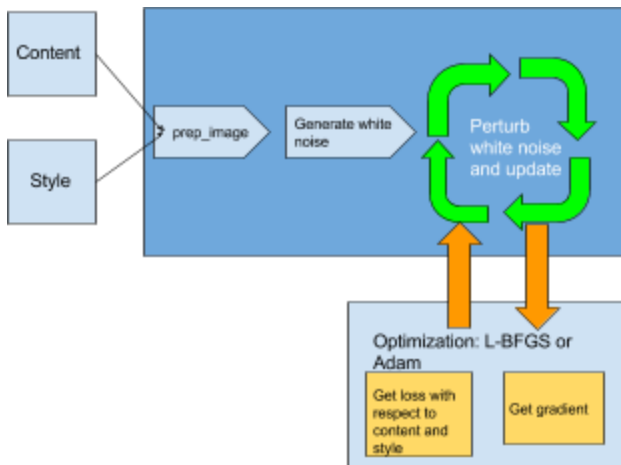 Content
Style
prep_image
Generate white
noise
Perturb
white noise
and update
Optimization: L-BFGS or
Adam
Get loss with
respect to
content and
style
Get gradient